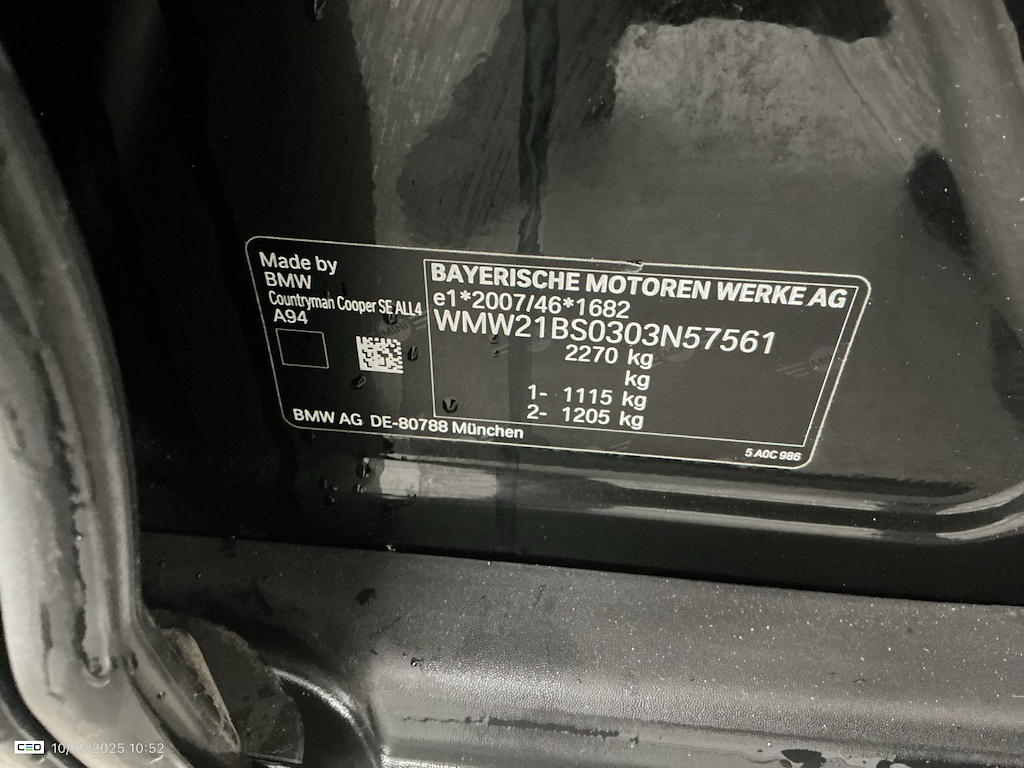 Made by
BMW
Countryman Cooper SE ALL4
A94
BMW AG DE-80788 München
BAYERISCHE MOTOREN WERKE AG
e1*2007/46*1682
WMW21BS0303N57561
2270 kg
kg
1- 1115 kg
2- 1205 kg
5 A0C 986
CEO 10/05/2025 10:52